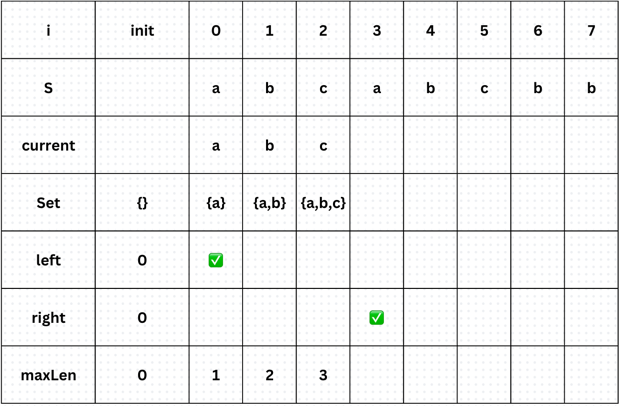 i init 0 1 2 3 4 5 6 7
S a b c a b c b b
current a b c
Set {} {a} {a,b} {a,b,c}
left 0 ✅
right 0 ✅
maxLen 0 1 2 3